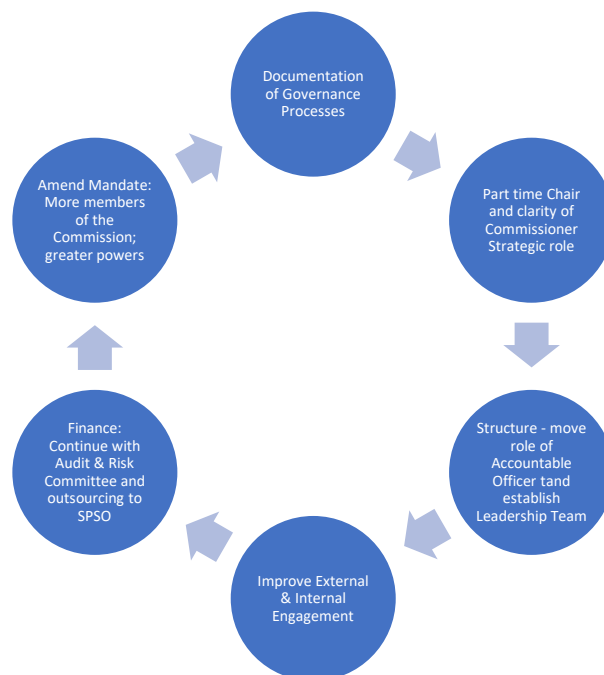 Documentation
of Governance
Processes
Part time Chair
and clarity of
Commissioner
Strategic role
Structure - move
role of
Accountable
Officer tand
establish
Leadership Team
Improve External
& Internal
Engagement
Finance:
Continue with
Audit & Risk
Committee and
outsourcing to
SPSO
Amend Mandate:
More members
of the
Commission;
greater powers